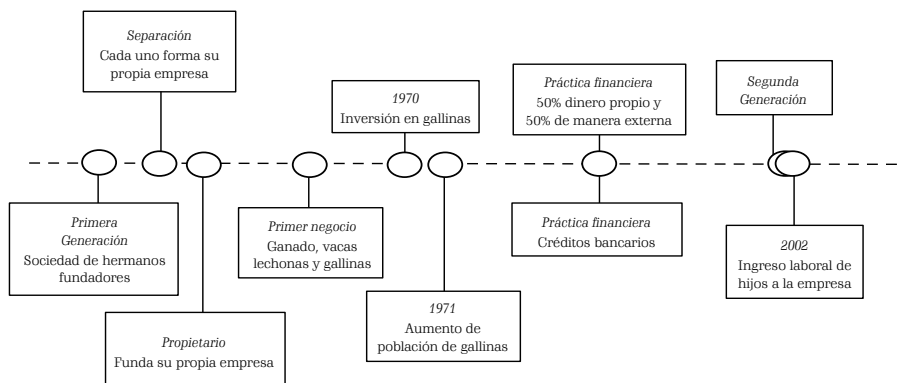 Separación
Cada uno forma su
propia empresa
1970
Inversión en gallinas
Práctica financiera
50% dinero propio y
50% de manera externa
Segunda
Generación
Primera
Generación
Sociedad de hermanos
fundadores
Propietario
Funda su propia empresa
Primer negocio
Ganado, vacas
lechonas y gallinas
1971
Aumento de
población de gallinas
Práctica financiera
Créditos bancarios
2002
Ingreso laboral de
hijos a la empresa